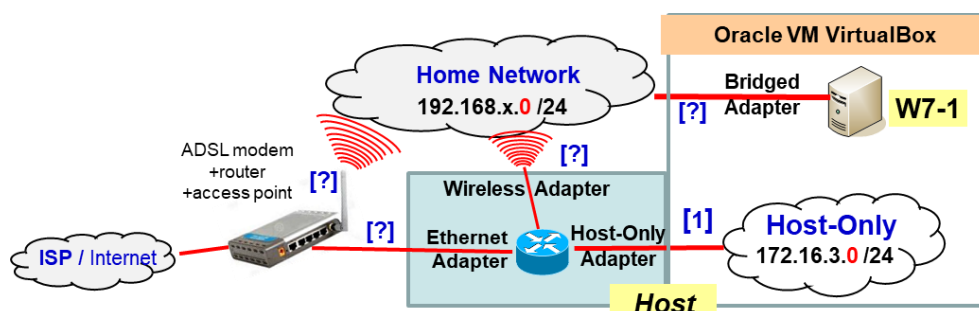 Oracle VM VirtualBox
Home Network
192.168.x.0 /24
Bridged
Adapter
[?]
W7-1
ADSL modem
+router
+access point
[?]
[?]
Wireless Adapter
[?]
ISP / Internet
Ethernet
Adapter
Host-Only
Adapter
[1]
Host-Only
172.16.3.0 /24
Host